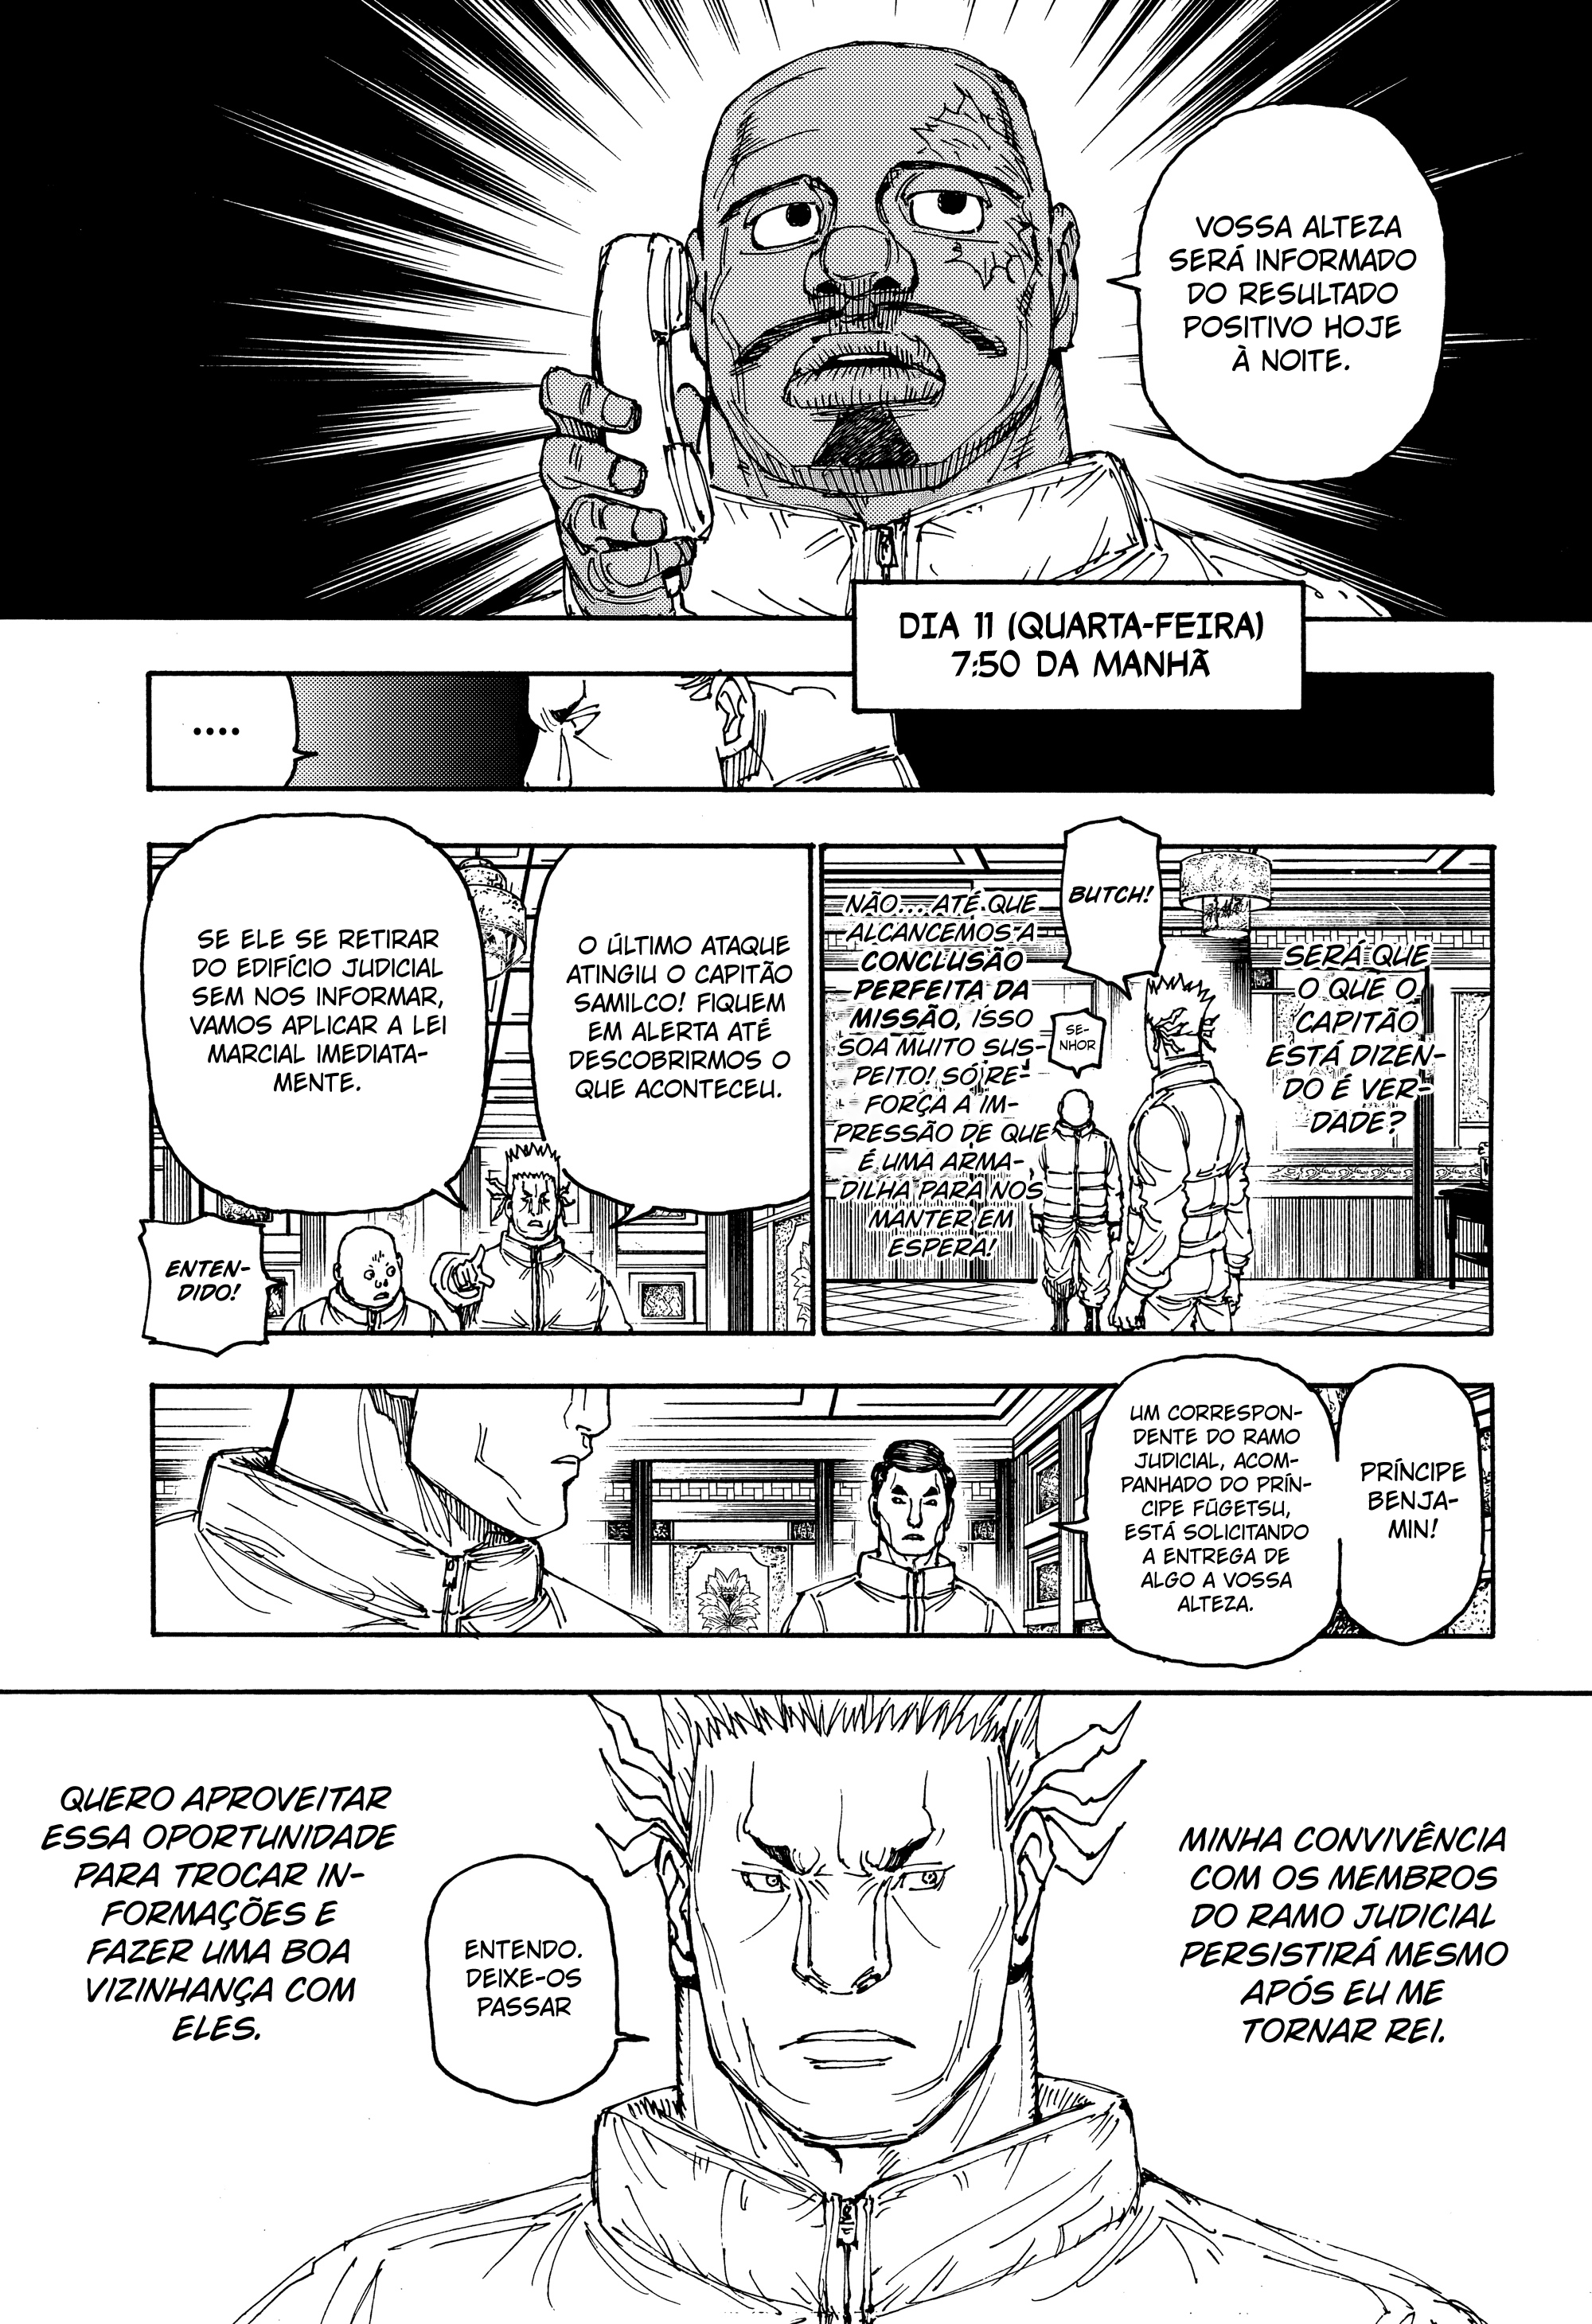 VOSSA ALTEZA
SERÁ INFORMADO
DO RESULTADO
POSITIVO HOJE
À NOITE.
DIA 11 (QUARTA-FEIRA)
7:50 DA MANHÃ
....
SERÁ QUE
O QUE O
CAPITÃO
ESTÁ DIZEN-
DO É VER-
DADE?
BUTCH!
SE-
NHOR
NÃO... ATÉ QUE
ALCANCEMOS A
CONCLUSÃO
PERFEITA DA
MISSÃO, ISSO
SOA MUITO SUS-
PEITO! SÓ RE-
FORÇA A IM-
PRESSÃO DE QUE
É UMA ARMA-
DILHA PARA NOS
MANTER EM
ESPERA!
O ÚLTIMO ATAQUE
ATINGIU O CAPITÃO
SAMILCO! FIQUEM
EM ALERTA ATÉ
DESCOBRIRMOS O
QUE ACONTECEU.
SE ELE SE RETIRAR
DO EDIFÍCIO JUDICIAL
SEM NOS INFORMAR,
VAMOS APLICAR A LEI
MARCIAL IMEDIATA-
MENTE.
ENTEN-
DIDO!
PRÍNCIPE
BENJA-
MIN!
UM CORRESPON-
DENTE DO RAMO
JUDICIAL, ACOM-
PANHADO DO PRÍN-
CIPE FŪGETSU,
ESTÁ SOLICITANDO
A ENTREGA DE
ALGO A VOSSA
ALTEZA.
MINHA CONVIVÊNCIA
COM OS MEMBROS
DO RAMO JUDICIAL
PERSISTIRÁ MESMO
APÓS EU ME
TORNAR REI.
ENTENDO.
DEIXE-OS
PASSAR
QUERO APROVEITAR
ESSA OPORTUNIDADE
PARA TROCAR IN-
FORMAÇÕES E
FAZER UMA BOA
VIZINHANÇA COM
ELES.